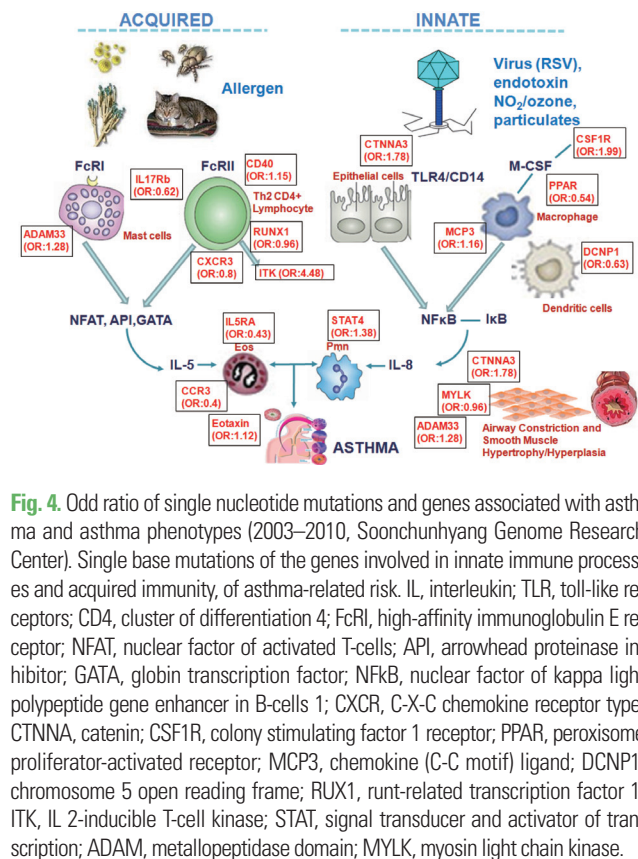 ACQUIRED
INNATE
Allergen
Virus (RSV),
endotoxin
NO2/ozone,
particulates
CTNNA3
(OR:1.78)
CSF1R
(OR:1.99)
FcRI
IL17Rb
(OR:0.62)
FcRII
CD40
(OR:1.15)
Epithelial cells
TLR4/CD14
M-CSF
PPAR
(OR:0.54)
Th2 CD4+
Lymphocyte
Macrophage
ADAM33
(OR:1.28)
Mast cells
RUNX1
(OR:0.96)
MCP3
(OR:1.16)
DCNP1
(OR:0.63)
CXCR3
(OR:0.8)
ITK (OR:4.48)
Dendritic cells
NFAT, API,GATA
NFκB
IκB
IL5RA
(OR:0.43)
Eos
STAT4
(OR:1.38)
Pmn
IL-5
IL-8
CTNNA3
(OR:1.78)
CCR3
(OR:0.4)
MYLK
(OR:0.96)
Eotaxin
(OR:1.12)
ADAM33
(OR:1.28)
Airway Constriction and
Smooth Muscle
Hypertrophy/Hyperplasia
ASTHMA
Fig. 4. Odd ratio of single nucleotide mutations and genes associated with asth
ma and asthma phenotypes (2003–2010, Soonchunhyang Genome Research
Center). Single base mutations of the genes involved in innate immune process
es and acquired immunity, of asthma-related risk. IL, interleukin; TLR, toll-like re
ceptors; CD4, cluster of differentiation 4; FcRI, high-affinity immunoglobulin E re
ceptor; NFAT, nuclear factor of activated T-cells; API, arrowhead proteinase in
hibitor; GATA, globin transcription factor; NFkB, nuclear factor of kappa ligh
polypeptide gene enhancer in B-cells 1; CXCR, C-X-C chemokine receptor type
CTNNA, catenin; CSF1R, colony stimulating factor 1 receptor; PPAR, peroxisome
proliferator-activated receptor; MCP3, chemokine (C-C motif) ligand; DCNP1
chromosome 5 open reading frame; RUX1, runt-related transcription factor 1
ITK, IL 2-inducible T-cell kinase; STAT, signal transducer and activator of tran
scription; ADAM, metallopeptidase domain; MYLK, myosin light chain kinase.